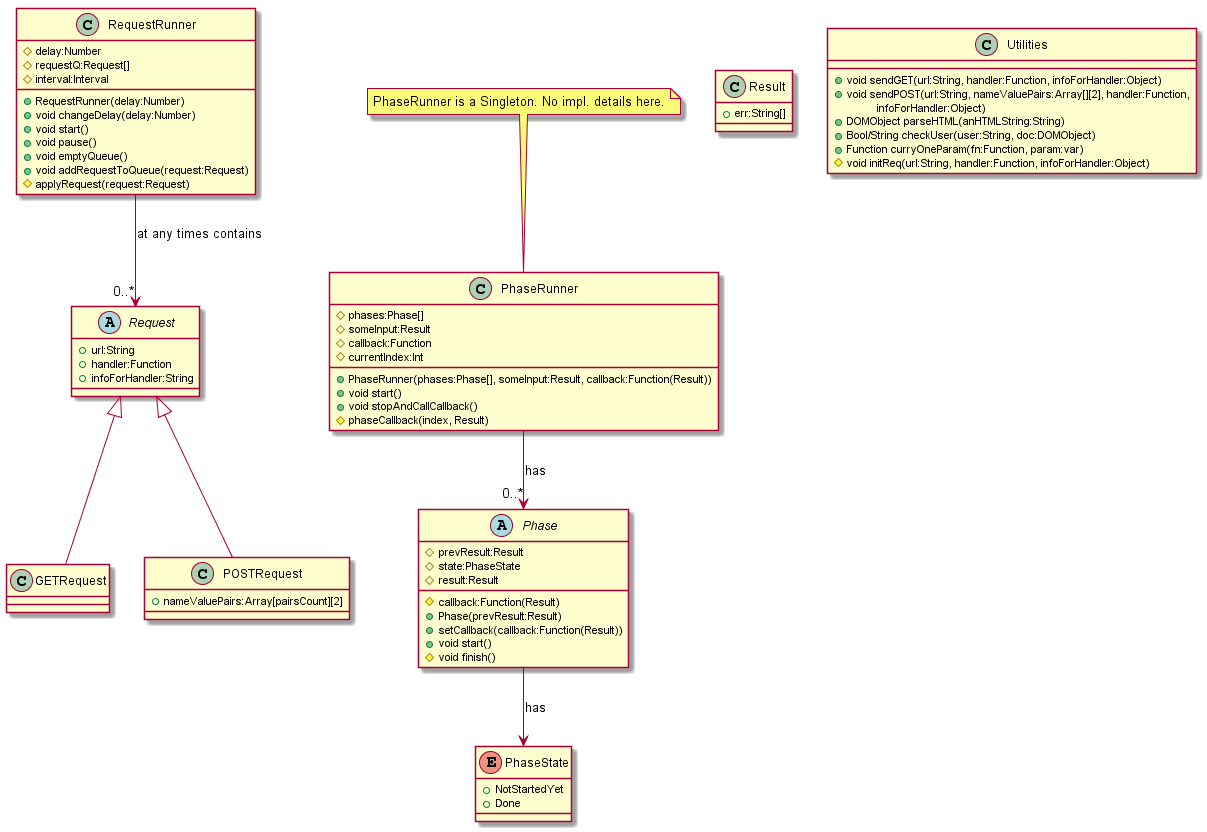 C RequestRunner
delay:Number
requestQ:Request[]
interval:Interval
RequestRunner(delay:Number)
void changeDelay(delay:Number)
void start()
void pause()
void emptyQueue()
void addRequestToQueue(request:Request)
applyRequest(request:Request)
at any times contains
0..*
A Request
url:String
handler:Function
infoForHandler:String
C GETRequest
C POSTRequest
nameValuePairs:Array[pairsCount][2]
PhaseRunner is a Singleton. No impl. details here.
C PhaseRunner
phases:Phase[]
someInput:Result
callback:Function
currentIndex:Int
PhaseRunner(phases:Phase[], someInput:Result, callback:Function(Result))
void start()
void stopAndCallCallback()
phaseCallback(index, Result)
has
0..*
A Phase
prevResult:Result
state:PhaseState
result:Result
callback:Function(Result)
Phase(prevResult:Result)
setCallback(callback:Function(Result))
void start()
void finish()
has
E PhaseState
NotStartedYet
Done
C Result
err:String[]
C Utilities
void sendGET(url:String, handler:Function, infoForHandler:Object)
void sendPOST(url:String, nameValuePairs:Array[][2], handler:Function,
infoForHandler:Object)
DOMObject parseHTML(anHTMLString:String)
Bool/String checkUser(user:String, doc:DOMObject)
Function curryOneParam(fn:Function, param:var)
void initReq(url:String, handler:Function, infoForHandler:Object)